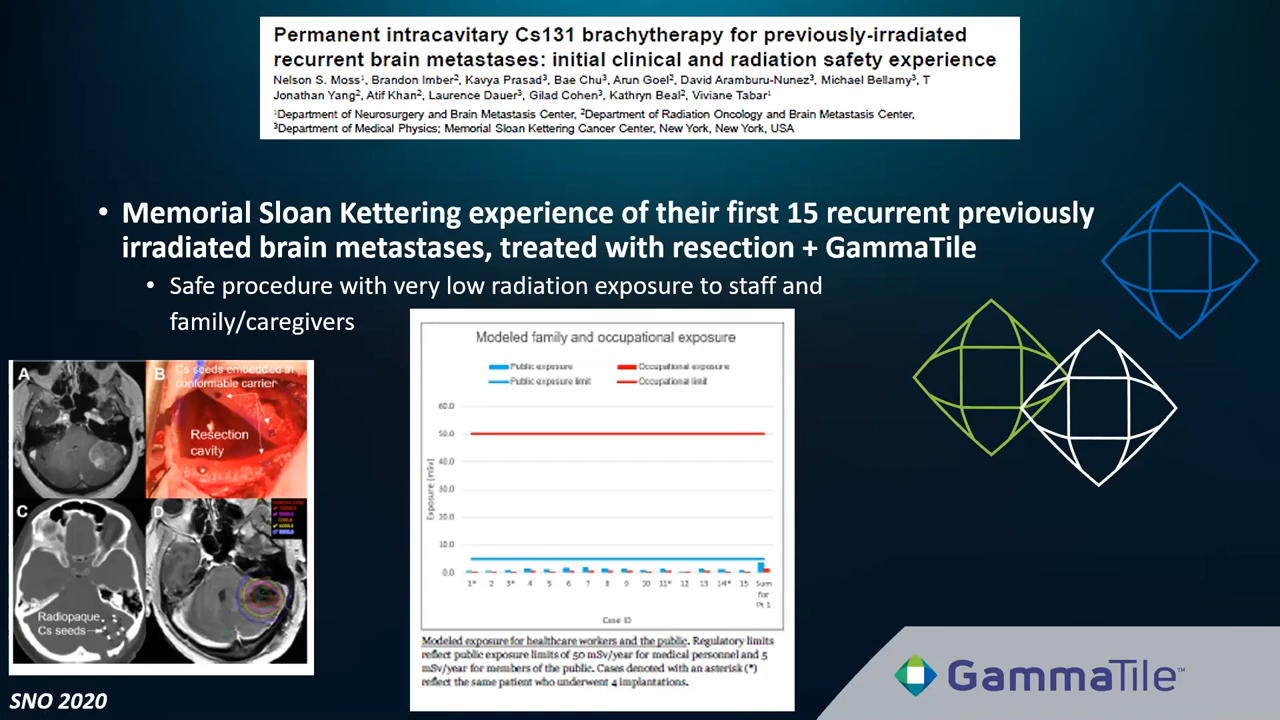 Permanent intracavitary Cs131 brachytherapy for previously-irradiated
recurrent brain metastases: initial clinical and radiation safety experience
Nelson S. Moss¹, Brandon Imber², Kavya Prasad³, Bae Chu³, Arun Goel², David Aramburu-Nunez³, Michael Bellamy³, T
Jonathan Yang², Atif Khan², Laurence Dauer³, Gilad Cohen³, Kathryn Beal², Viviane Tabar¹
¹Department of Neurosurgery and Brain Metastasis Center, ²Department of Radiation Oncology and Brain Metastasis Center,
³Department of Medical Physics; Memorial Sloan Kettering Cancer Center, New York, New York, USA
• Memorial Sloan Kettering experience of their first 15 recurrent previously
irradiated brain metastases, treated with resection + GammaTile
• Safe procedure with very low radiation exposure to staff and
family/caregivers
A
B
Cs seeds embedded in
conformable carrier
Resection
cavity
C
D
Radiopaque
Cs seeds
Modeled family and occupational exposure
Public exposure
Occupational exposure
Public exposure limit
Occupational limit
Exposure (mSv)
60.0
50.0
40.0
30.0
20.0
10.0
0.0
1* 2 3* 4 5 6 7 8 9 10 11* 12 13 14* 15 Sum
for
Pt 1
Case ID
Modeled exposure for healthcare workers and the public. Regulatory limits
reflect public exposure limits of 50 mSv/year for medical personnel and 5
mSv/year for members of the public. Cases denoted with an asterisk (*)
reflect the same patient who underwent 4 implantations.
SNO 2020
GammaTile™